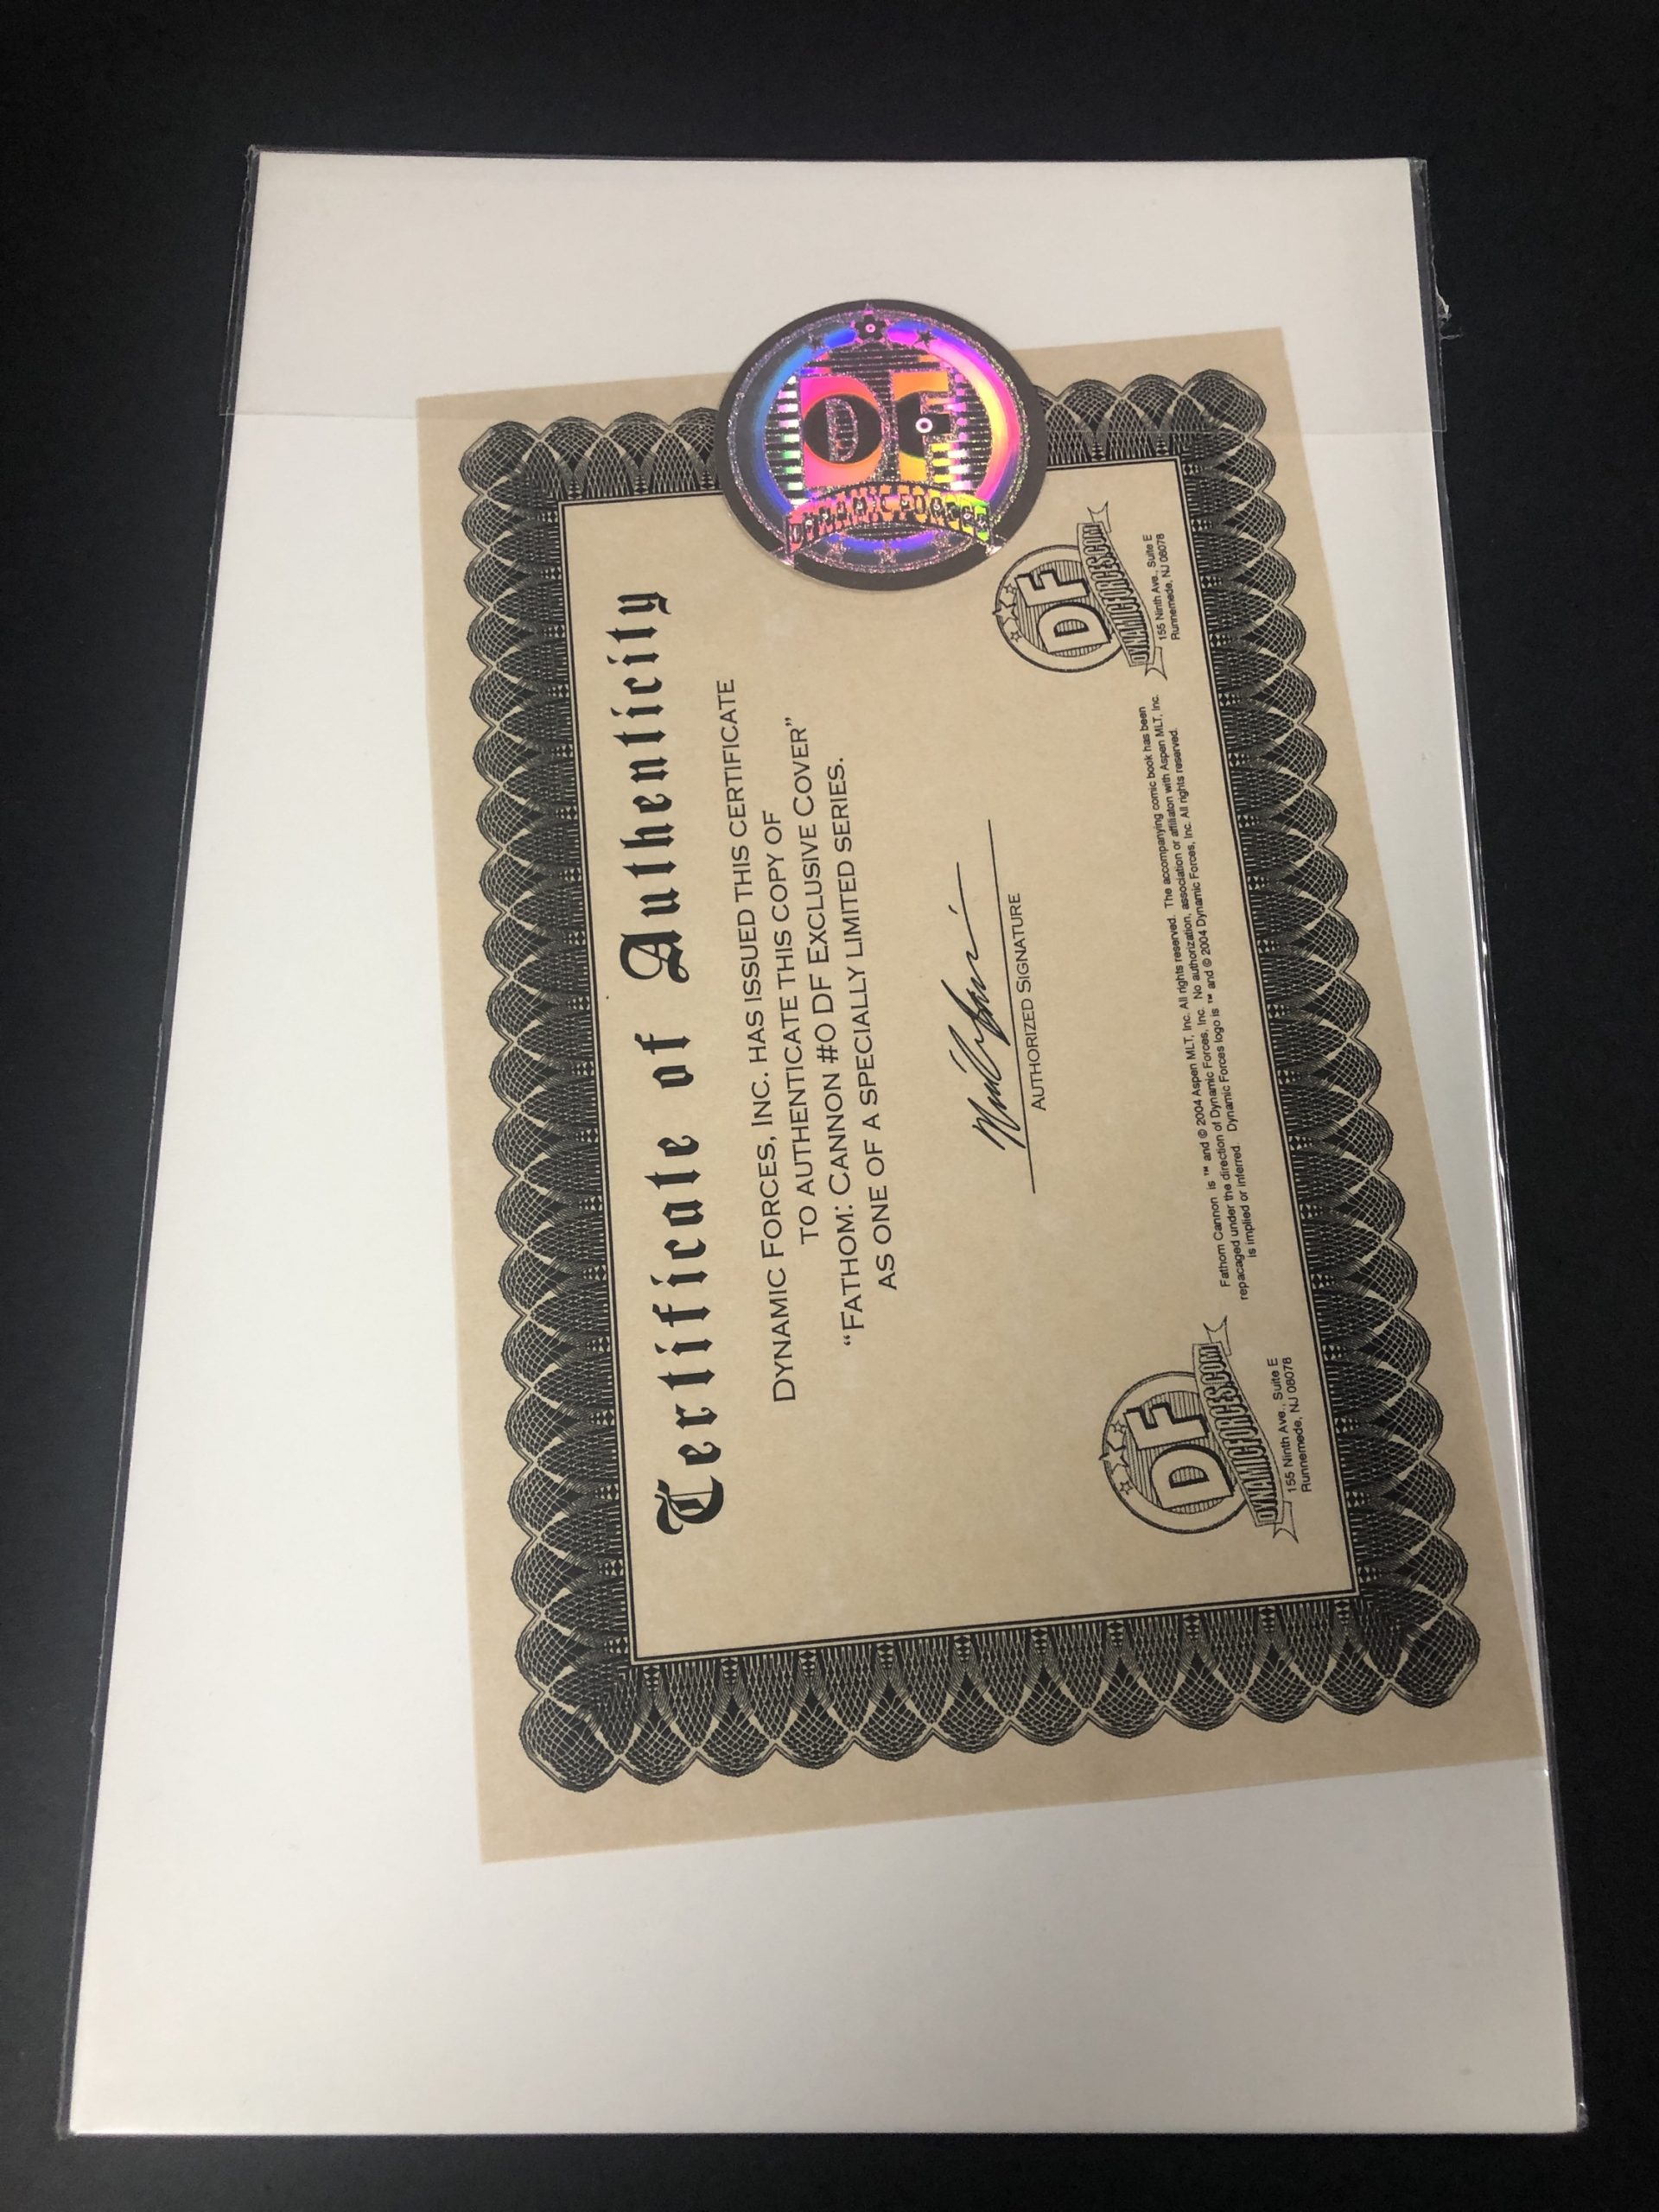 Certificate of Authenticity
DYNAMIC FORCES, INC. HAS ISSUED THIS CERTIFICATE
TO AUTHENTICATE THIS COPY OF
“FATHOM: CANNON #0 DF EXCLUSIVE COVER”
AS ONE OF A SPECIALLY LIMITED SERIES.
AUTHORIZED SIGNATURE
DF
DYNAMICFORCES.COM
155 Ninth Ave., Suite E
Runnemede, NJ 08078
Fathom Cannon is ™ and © 2004 Aspen MLT, Inc. All rights reserved. The accompanying comic book has been
repacaged under the direction of Dynamic Forces, Inc. No authorization, association or affiliaton with Aspen MLT, Inc.
is implied or inferred. Dynamic Forces logo is ™ and © 2004 Dynamic Forces, Inc. All rights reserved.
DF
DYNAMICFORCES.COM
155 Ninth Ave., Suite E
Runnemede, NJ 08078
DF
DYNAMIC FORCES